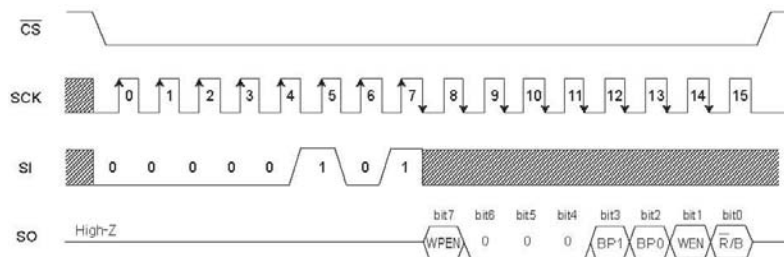 CS
SCK 0 1 2 3 4 5 6 7 8 9 10 11 12 13 14 15
SI 0 0 0 0 0 1 0 1
bit7 bit6 bit5 bit4 bit3 bit2 bit1 bit0
SO High-Z WPEN 0 0 0 BP1 BP0 WEN R/B